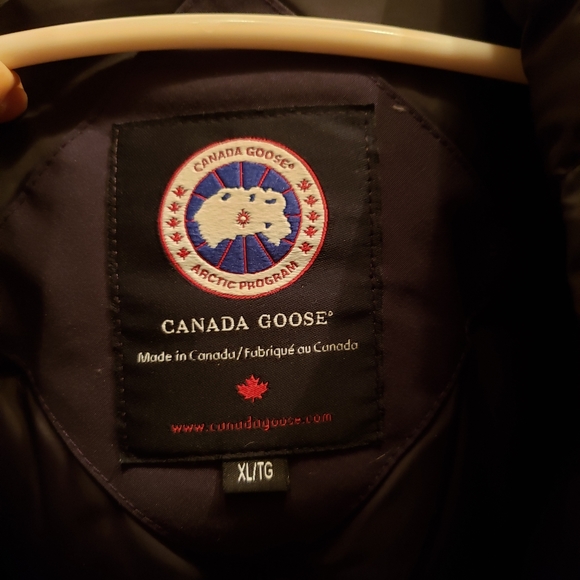 CANADA GOOSE®
ARCTIC PROGRAM
CANADA GOOSE®
Made in Canada/Fabriqué au Canada
www.canadagoose.com
XL/TG